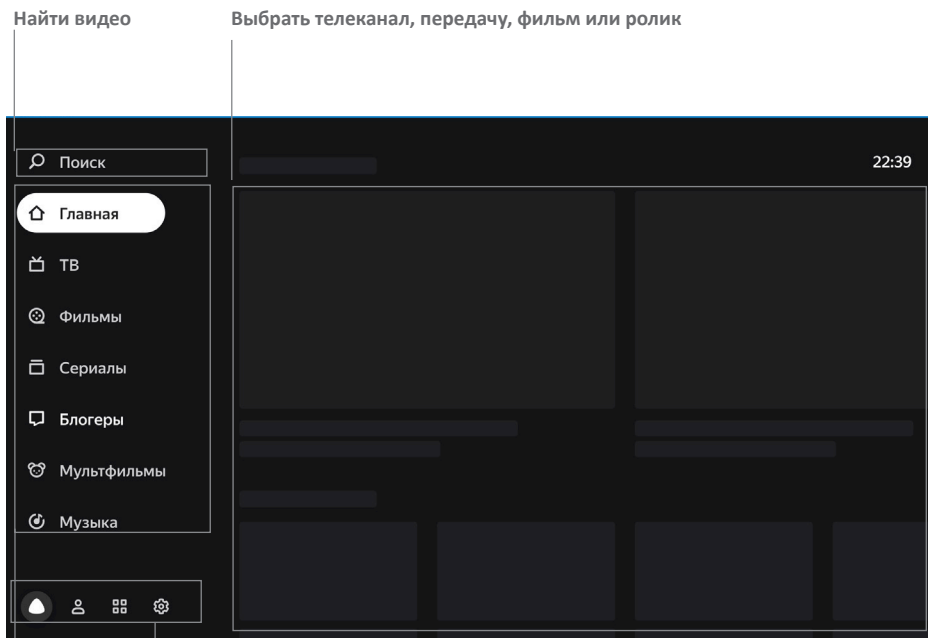 Найти видео
Выбрать телеканал, передачу, фильм или ролик
Поиск
22:39
Главная
ТВ
Фильмы
Сериалы
Блогеры
Мультфильмы
Музыка